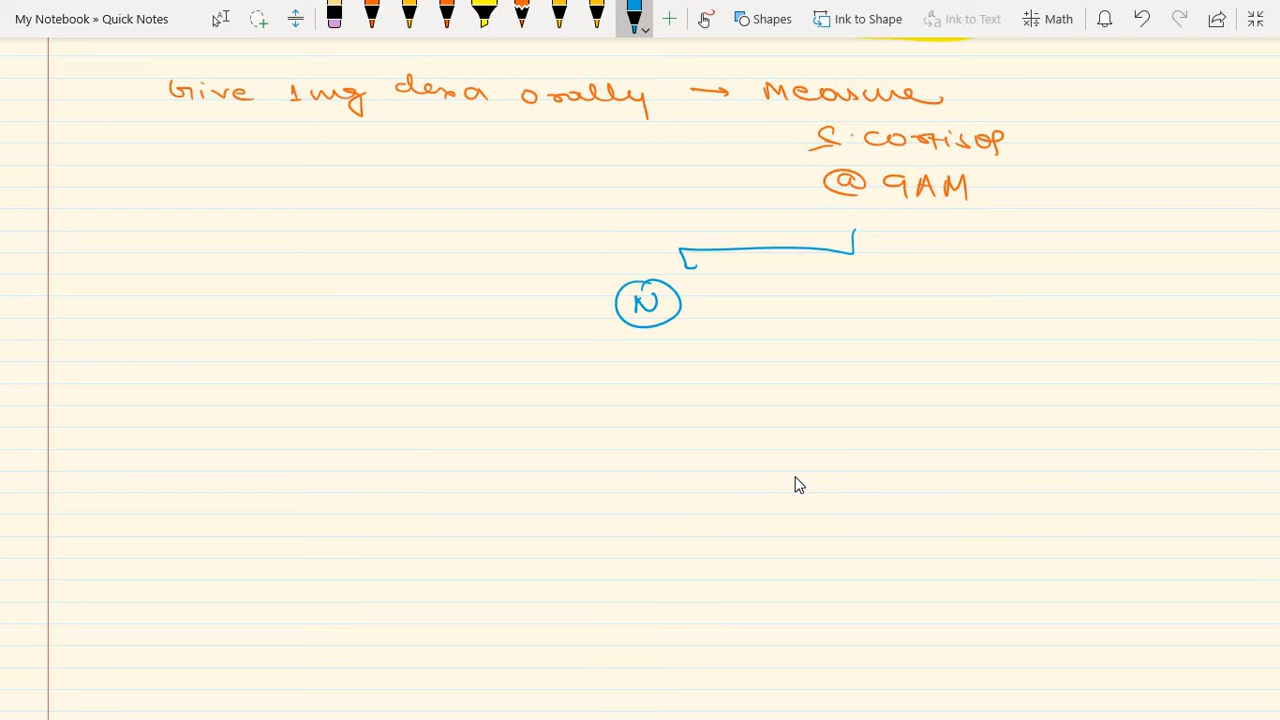 My Notebook » Quick Notes
Shapes
Ink to Shape
Ink to Text
Math
Give 1mg dexa orally → Measure
S. cortisol
@ 9AM
N